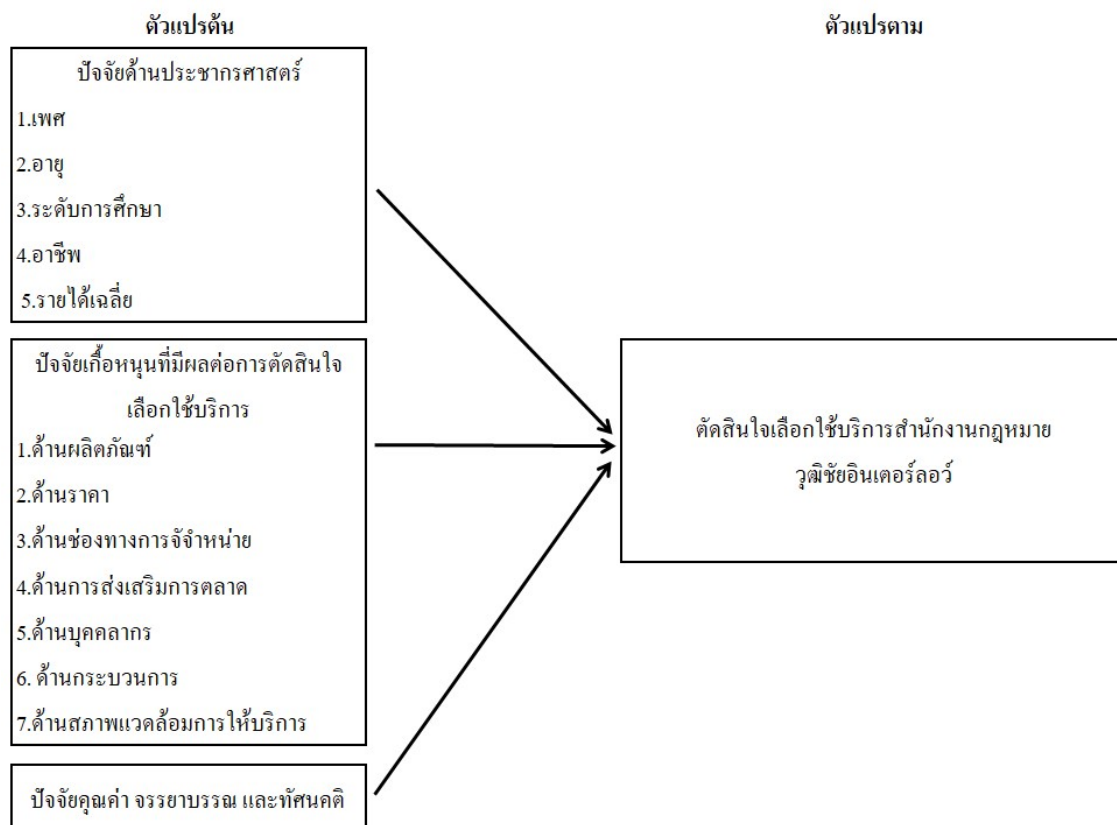 ตัวแปรต้น
ตัวแปรตาม
ปัจจัยด้านประชากรศาสตร์
1.เพศ
2.อายุ
3.ระดับการศึกษา
4.อาชีพ
5.รายได้เฉลี่ย
ปัจจัยเกื้อหนุนที่มีผลต่อการตัดสินใจ
เลือกใช้บริการ
1.ด้านผลิตภัณฑ์
2.ด้านราคา
3.ด้านช่องทางการจัจำหน่าย
4.ด้านการส่งเสริมการตลาด
5.ด้านบุคคลากร
6. ด้านกระบวนการ
7.ด้านสภาพแวดล้อมการให้บริการ
ปัจจัยคุณค่า จรรยาบรรณ และทัศนคติ
ตัดสินใจเลือกใช้บริการสำนักงานกฎหมาย
วุฒิชัยอินเตอร์ลอว์